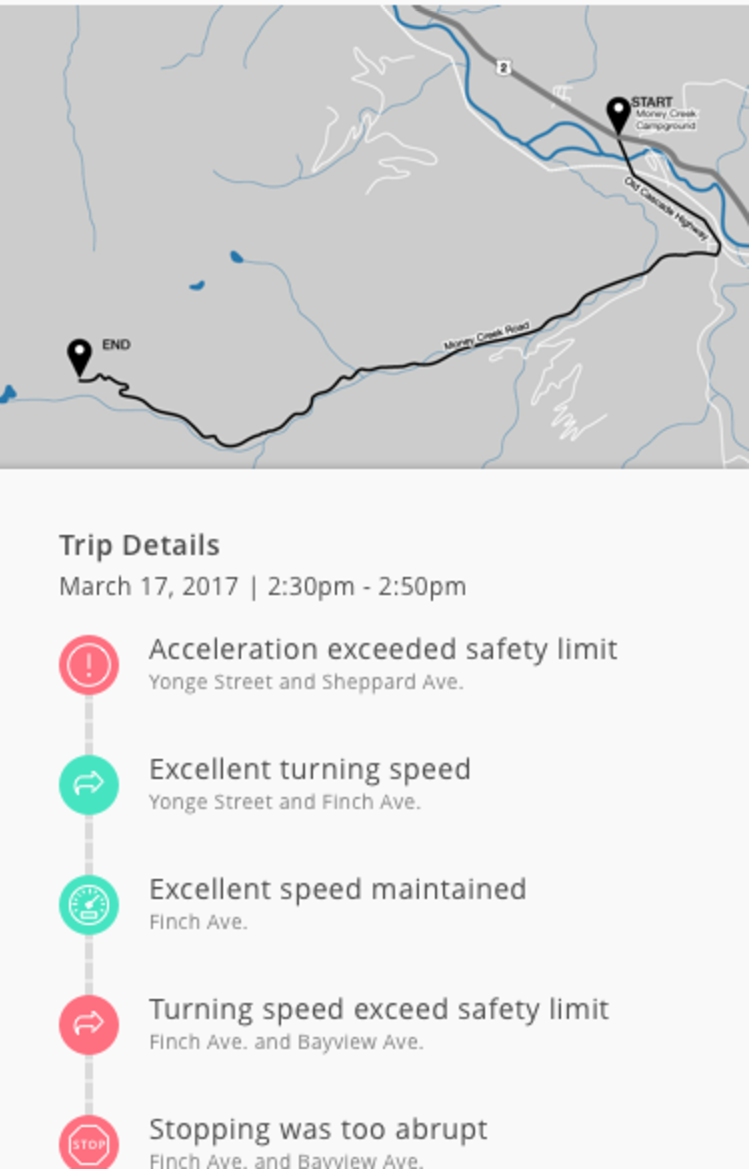 2
START
Money Creek
Campground
Old Cascade Highway
Money Creek Road
END
Trip Details
March 17, 2017 | 2:30pm - 2:50pm
Acceleration exceeded safety limit
Yonge Street and Sheppard Ave.
Excellent turning speed
Yonge Street and Finch Ave.
Excellent speed maintained
Finch Ave.
Turning speed exceed safety limit
Finch Ave. and Bayview Ave.
STOP
Stopping was too abrupt
Finch Ave. and Bayview Ave.